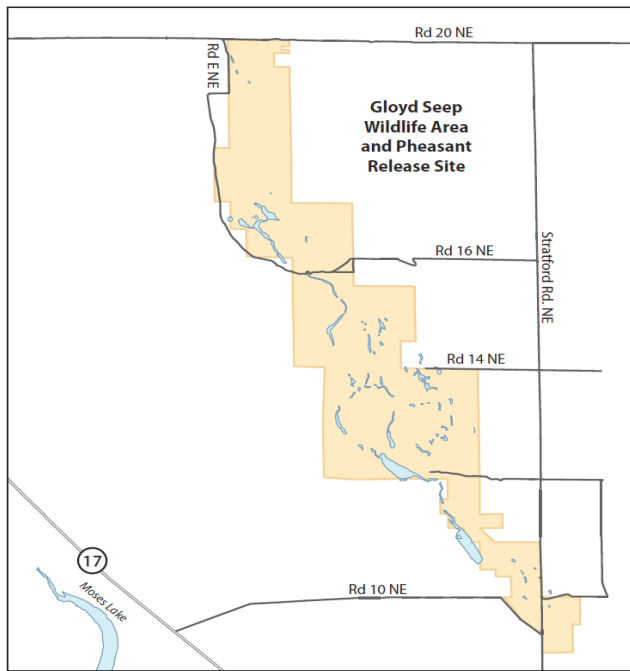 Rd 20 NE
Rd E NE
Gloyd Seep
Wildlife Area
and Pheasant
Release Site
Stratford Rd. NE
Rd 16 NE
Rd 14 NE
17
Moses Lake
Rd 10 NE